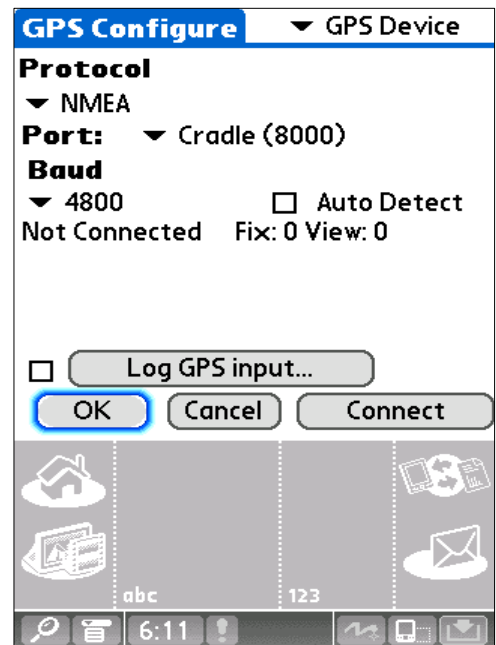 GPS Configure GPS Device
Protocol
NMEA
Port: Cradle (8000)
Baud
4800 Auto Detect
Not Connected Fix: 0 View: 0
Log GPS input...
OK Cancel Connect
abc 123
6:11